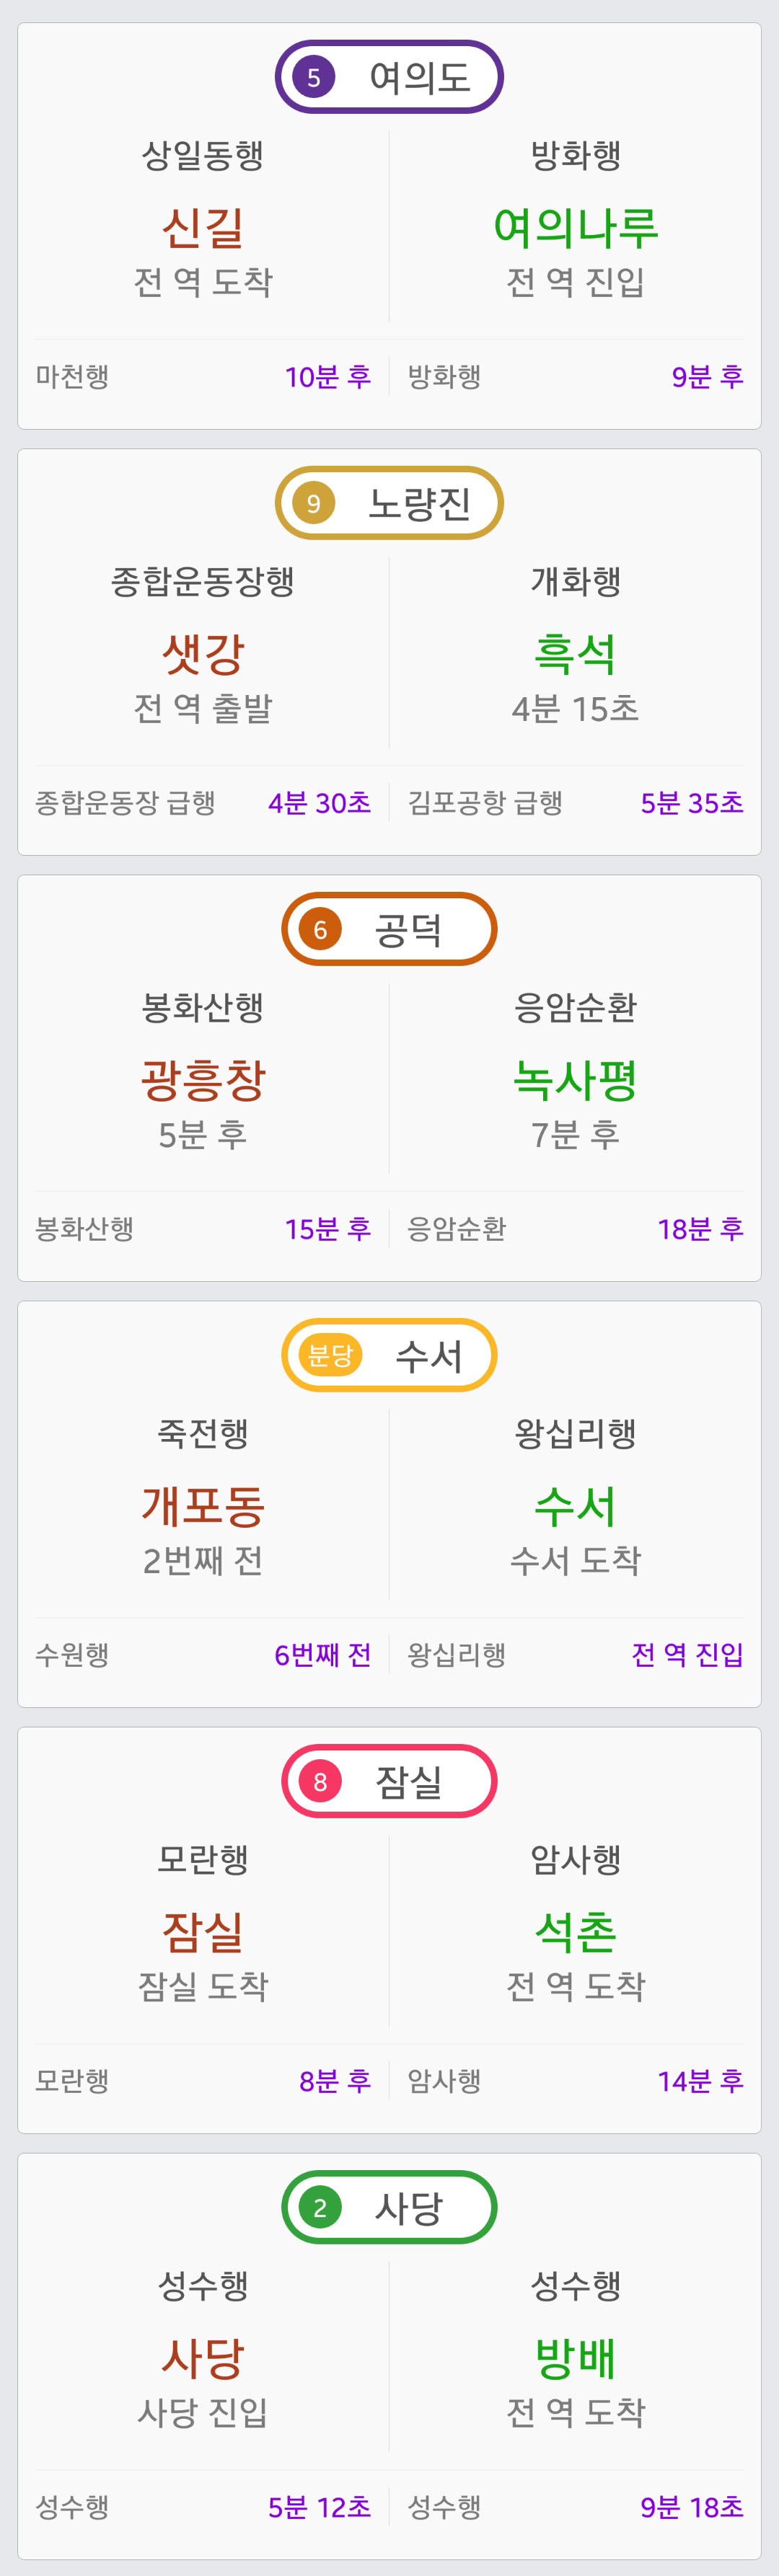 5 여의도
상일동행 방화행
신길 여의나루
전 역 도착 전 역 진입
마천행 10분 후 방화행 9분 후
9 노량진
종합운동장행 개화행
샛강 흑석
전 역 출발 4분 15초
종합운동장 급행 4분 30초 김포공항 급행 5분 35초
6 공덕
봉화산행 응암순환
광흥창 녹사평
5분 후 7분 후
봉화산행 15분 후 응암순환 18분 후
분당 수서
죽전행 왕십리행
개포동 수서
2번째 전 수서 도착
수원행 6번째 전 왕십리행 전 역 진입
8 잠실
모란행 암사행
잠실 석촌
잠실 도착 전 역 도착
모란행 8분 후 암사행 14분 후
2 사당
성수행 성수행
사당 방배
사당 진입 전 역 도착
성수행 5분 12초 성수행 9분 18초